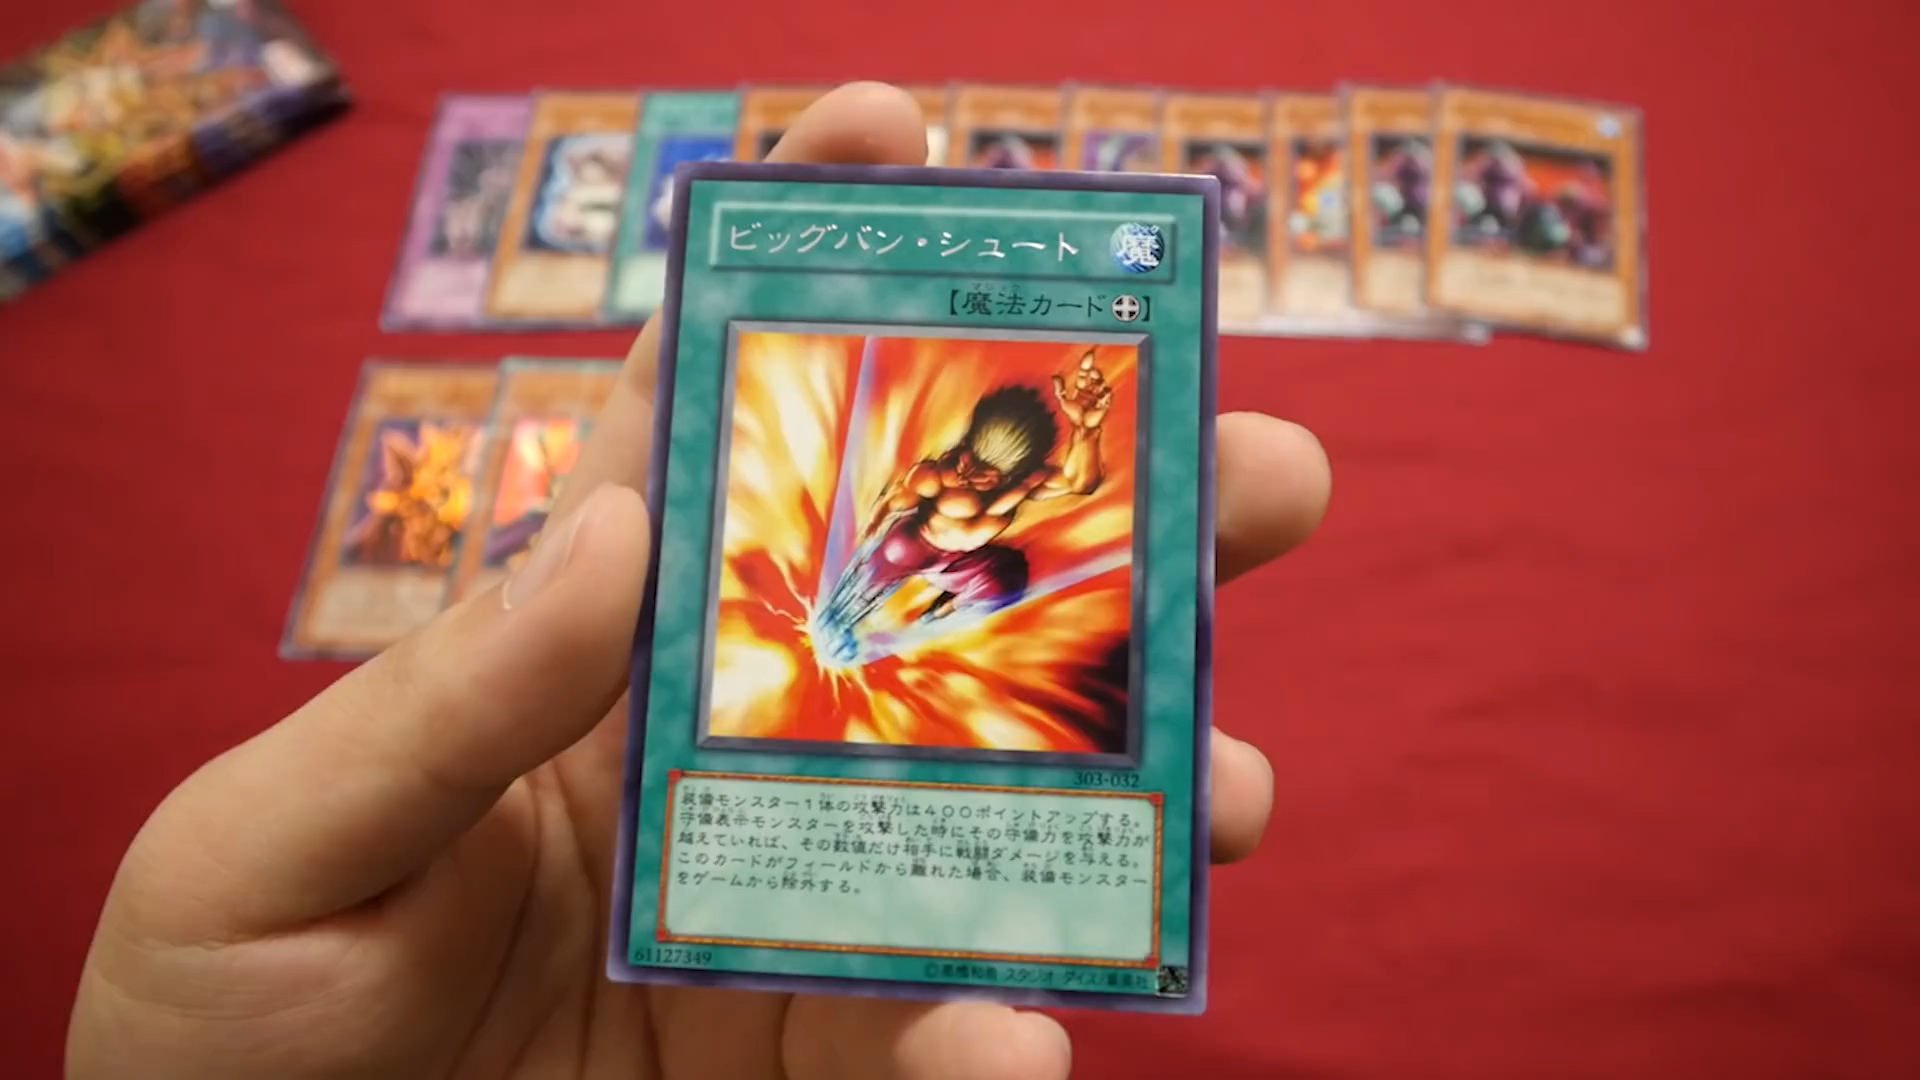 ビッグバン・シュート
魔
【魔法カード】
303-032
装備モンスター1体の攻撃力は400ポイントアップする。
守備表示モンスターを攻撃した時にその守備力を攻撃力が
越えていれば、その数値だけ相手に戦闘ダメージを与える。
このカードがフィールドから離れた場合、装備モンスター
をゲームから除外する。
61127349
©高橋和希 スタジオ・ダイス/集英社